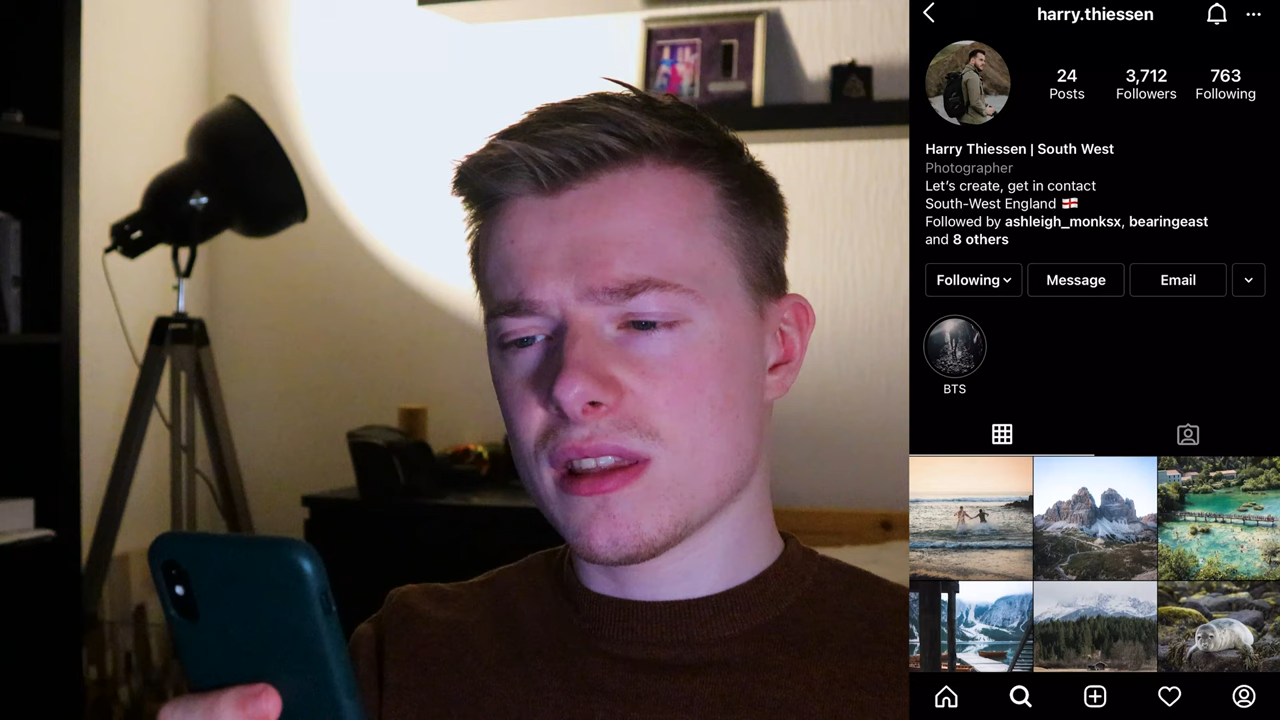 harry.thiessen
24
Posts
3,712
Followers
763
Following
Harry Thiessen | South West
Photographer
Let's create, get in contact
South-West England 🏴󠁧󠁢󠁥󠁮󠁧󠁿
Followed by ashleigh_monksx, bearingeast
and 8 others
Following
Message
Email
BTS